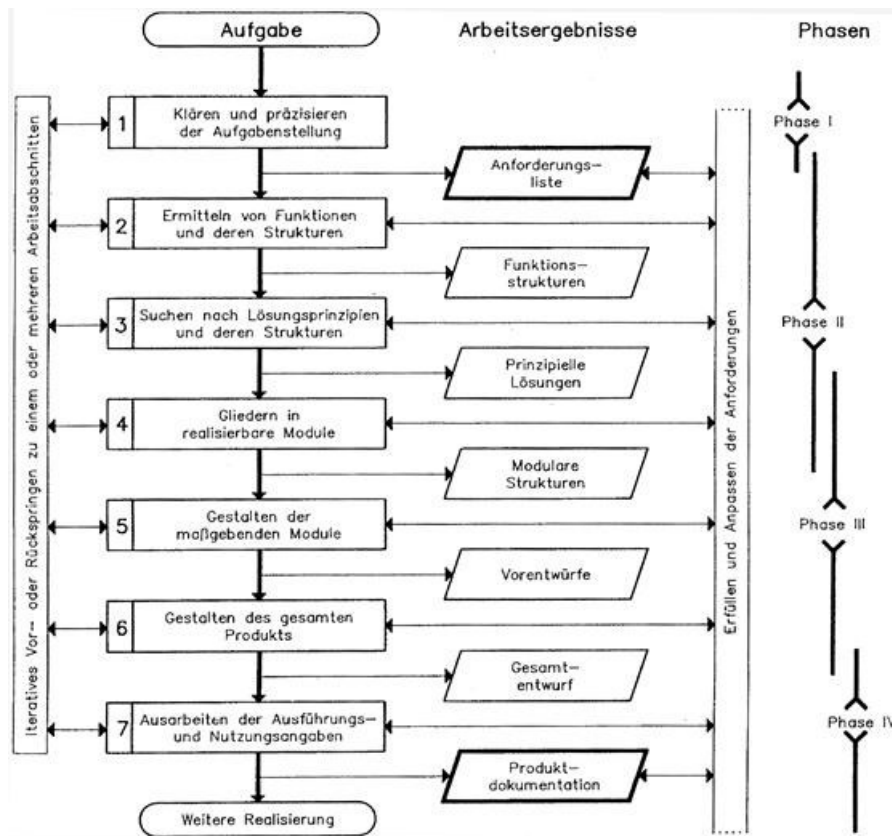 Aufgabe
Arbeitsergebnisse
Phasen
Iteratives Vor- oder Rückspringen zu einem oder mehreren Arbeitsabschnitten
1
Klären und präzisieren
der Aufgabenstellung
Anforderungs-
liste
2
Ermitteln von Funktionen
und deren Strukturen
Funktions-
strukturen
3
Suchen nach Lösungsprinzipien
und deren Strukturen
Prinzipielle
Lösungen
4
Gliedern in
realisierbare Module
Modulare
Strukturen
5
Gestalten der
maßgebenden Module
Vorentwürfe
6
Gestalten des gesamten
Produkts
Gesamt-
entwurf
7
Ausarbeiten der Ausführungs-
und Nutzungsangaben
Produkt-
dokumentation
Weitere Realisierung
Erfüllen und Anpassen der Anforderungen
Phase I
Phase II
Phase III
Phase IV